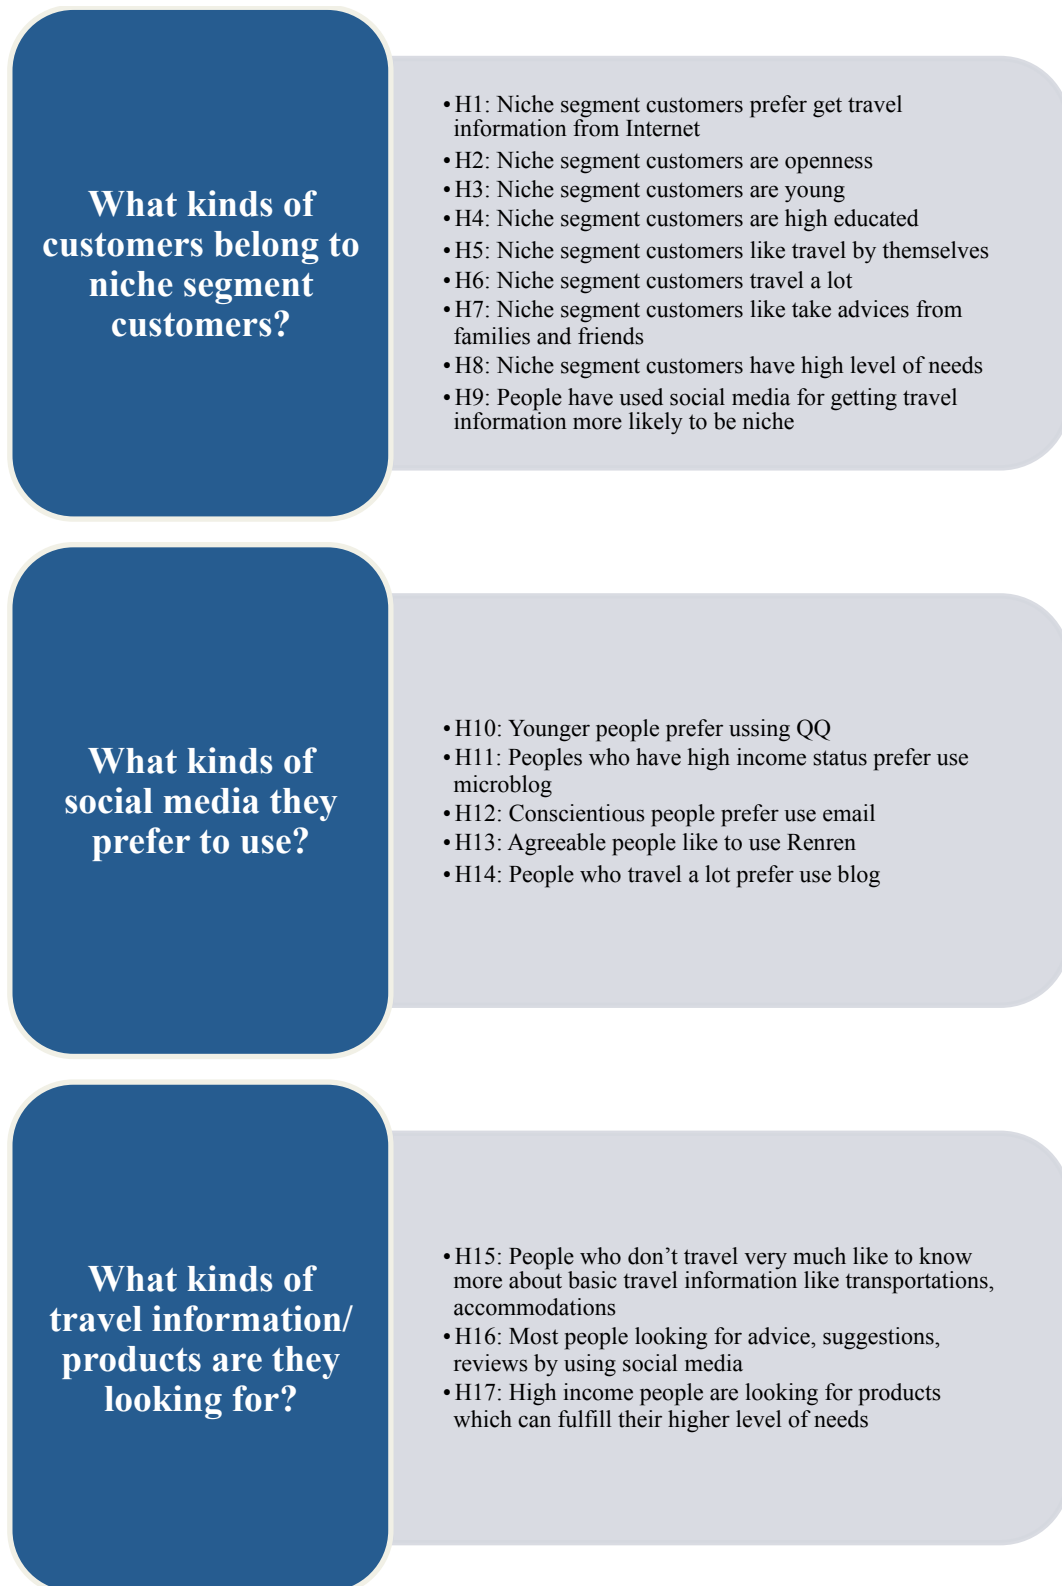 What kinds of
customers belong to
niche segment
customers?
•H1: Niche segment customers prefer get travel
information from Internet
•H2: Niche segment customers are openness
•H3: Niche segment customers are young
•H4: Niche segment customers are high educated
•H5: Niche segment customers like travel by themselves
•H6: Niche segment customers travel a lot
•H7: Niche segment customers like take advices from
families and friends
•H8: Niche segment customers have high level of needs
•H9: People have used social media for getting travel
information more likely to be niche
What kinds of
social media they
prefer to use?
•H10: Younger people prefer ussing QQ
•H11: Peoples who have high income status prefer use
microblog
•H12: Conscientious people prefer use email
•H13: Agreeable people like to use Renren
•H14: People who travel a lot prefer use blog
What kinds of
travel information/
products are they
looking for?
•H15: People who don’t travel very much like to know
more about basic travel information like transportations,
accommodations
•H16: Most people looking for advice, suggestions,
reviews by using social media
•H17: High income people are looking for products
which can fulfill their higher level of needs